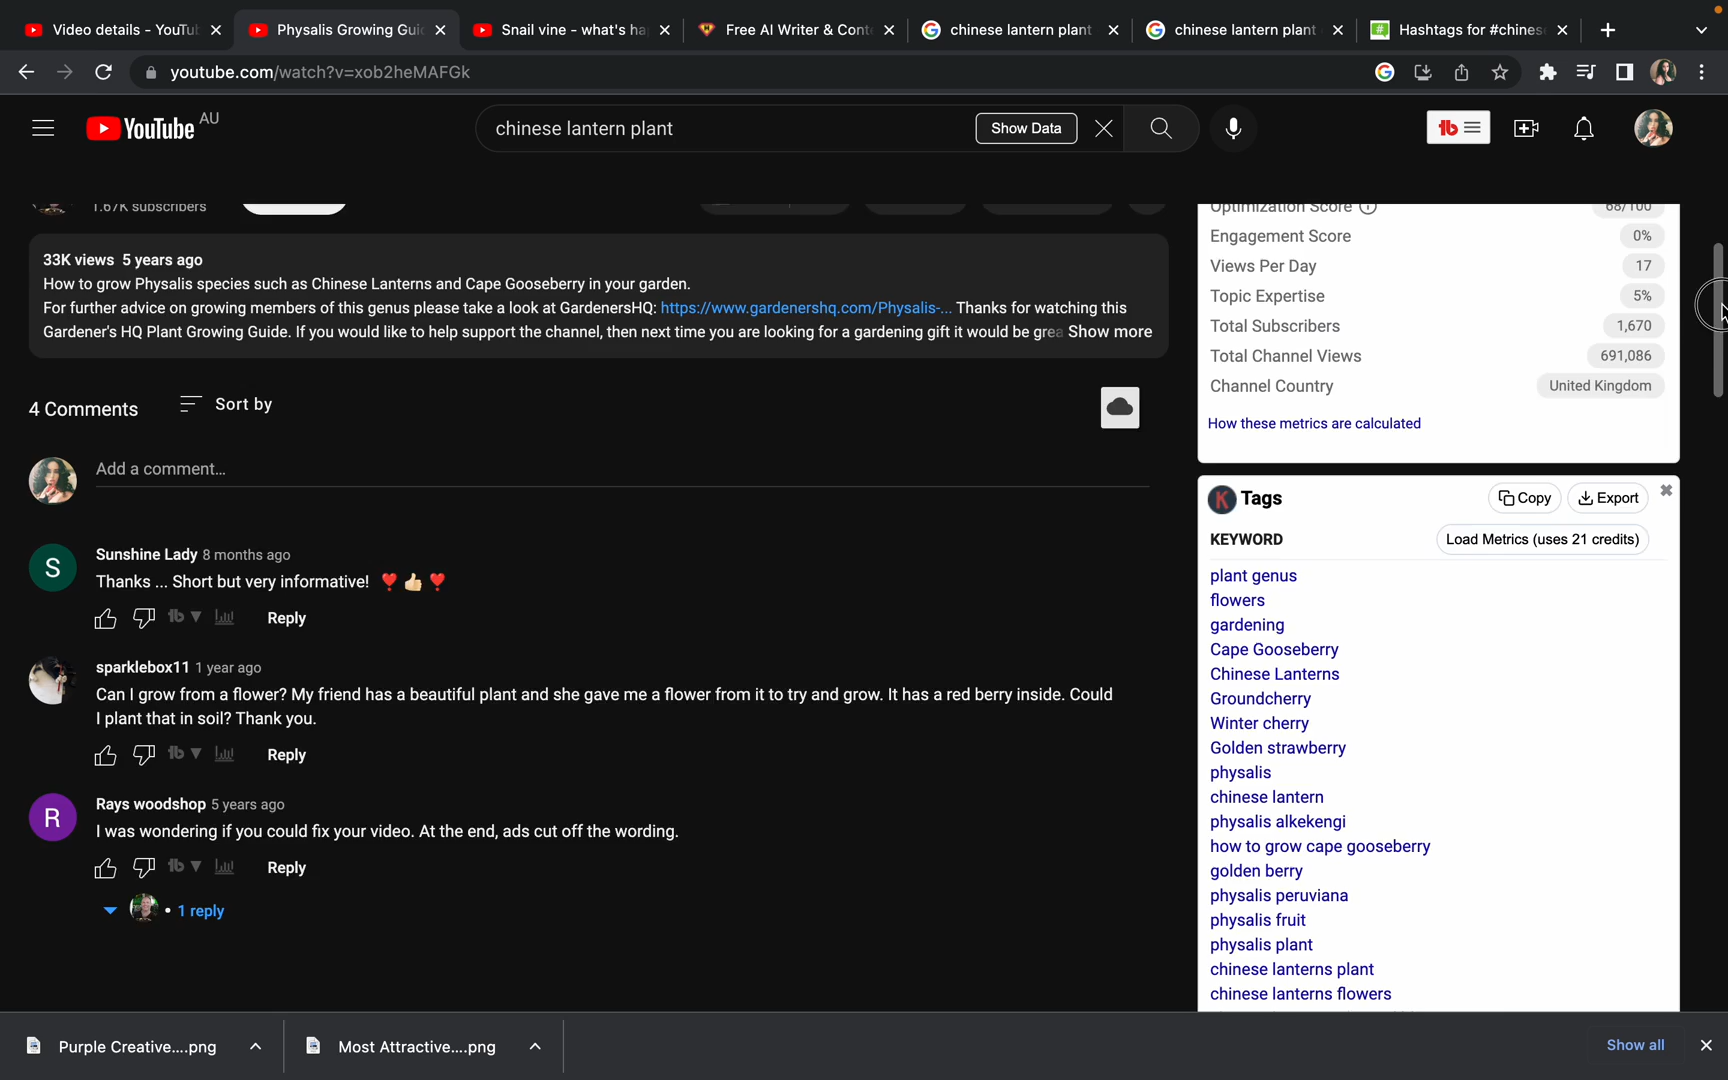 Video details - YouTu
Physalis Growing Gui
Snail vine - what's ha
Free AI Writer & Cont
chinese lantern plant
chinese lantern plant
Hashtags for #chines
youtube.com/watch?v=xob2heMAFGk
YouTube AU
chinese lantern plant
Show Data
1.67K subscribers
33K views 5 years ago
How to grow Physalis species such as Chinese Lanterns and Cape Gooseberry in your garden.
For further advice on growing members of this genus please take a look at GardenersHQ: https://www.gardenershq.com/Physalis-... Thanks for watching this
Gardener's HQ Plant Growing Guide. If you would like to help support the channel, then next time you are looking for a gardening gift it would be grea Show more
4 Comments
Sort by
Add a comment...
S
Sunshine Lady 8 months ago
Thanks ... Short but very informative! ❣️👍🏼❣️
tb
Reply
sparklebox11 1 year ago
Can I grow from a flower? My friend has a beautiful plant and she gave me a flower from it to try and grow. It has a red berry inside. Could
I plant that in soil? Thank you.
tb
Reply
R
Rays woodshop 5 years ago
I was wondering if you could fix your video. At the end, ads cut off the wording.
tb
Reply
• 1 reply
tb
Optimization Score 68/100
Engagement Score 0%
Views Per Day 17
Topic Expertise 5%
Total Subscribers 1,670
Total Channel Views 691,086
Channel Country United Kingdom
How these metrics are calculated
K Tags Copy Export
KEYWORD Load Metrics (uses 21 credits)
plant genus
flowers
gardening
Cape Gooseberry
Chinese Lanterns
Groundcherry
Winter cherry
Golden strawberry
physalis
chinese lantern
physalis alkekengi
how to grow cape gooseberry
golden berry
physalis peruviana
physalis fruit
physalis plant
chinese lanterns plant
chinese lanterns flowers
Purple Creative....png
Most Attractive....png
Show all